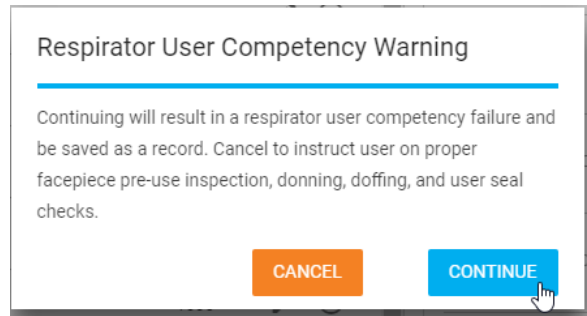 Respirator User Competency Warning
Continuing will result in a respirator user competency failure and
be saved as a record. Cancel to instruct user on proper
facepiece pre-use inspection, donning, doffing, and user seal
checks.
CANCEL
CONTINUE